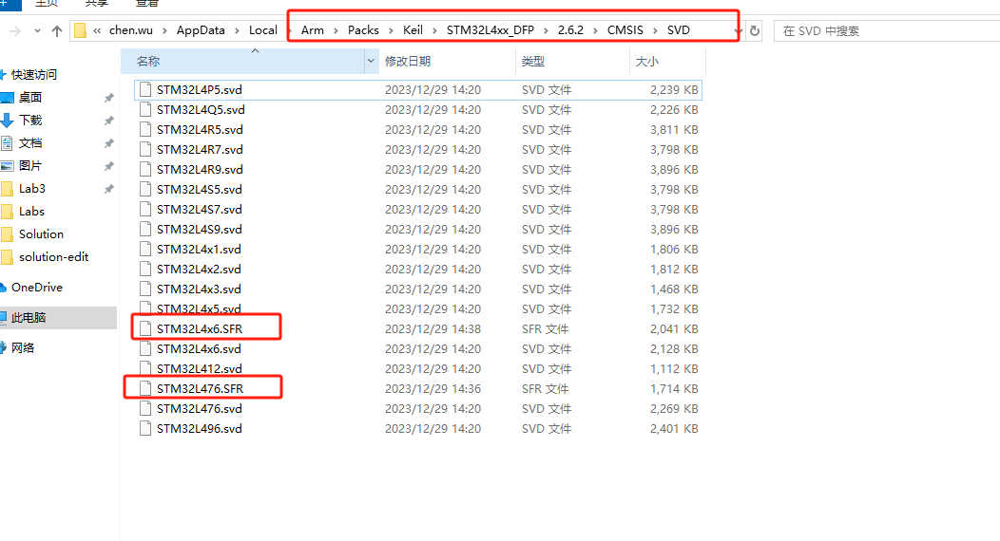 主页 共享 查看
« chen.wu › AppData › Local › Arm › Packs › Keil › STM32L4xx_DFP › 2.6.2 › CMSIS › SVD
在 SVD 中搜索
快速访问
桌面
下载
文档
图片
Lab3
Labs
Solution
solution-edit
OneDrive
此电脑
网络
名称 修改日期 类型 大小
STM32L4P5.svd 2023/12/29 14:20 SVD 文件 2,239 KB
STM32L4Q5.svd 2023/12/29 14:20 SVD 文件 2,226 KB
STM32L4R5.svd 2023/12/29 14:20 SVD 文件 3,811 KB
STM32L4R7.svd 2023/12/29 14:20 SVD 文件 3,798 KB
STM32L4R9.svd 2023/12/29 14:20 SVD 文件 3,896 KB
STM32L4S5.svd 2023/12/29 14:20 SVD 文件 3,798 KB
STM32L4S7.svd 2023/12/29 14:20 SVD 文件 3,798 KB
STM32L4S9.svd 2023/12/29 14:20 SVD 文件 3,896 KB
STM32L4x1.svd 2023/12/29 14:20 SVD 文件 1,806 KB
STM32L4x2.svd 2023/12/29 14:20 SVD 文件 1,812 KB
STM32L4x3.svd 2023/12/29 14:20 SVD 文件 1,468 KB
STM32L4x5.svd 2023/12/29 14:20 SVD 文件 1,732 KB
STM32L4x6.SFR 2023/12/29 14:38 SFR 文件 2,041 KB
STM32L4x6.svd 2023/12/29 14:20 SVD 文件 2,128 KB
STM32L412.svd 2023/12/29 14:20 SVD 文件 1,112 KB
STM32L476.SFR 2023/12/29 14:36 SFR 文件 1,714 KB
STM32L476.svd 2023/12/29 14:20 SVD 文件 2,269 KB
STM32L496.svd 2023/12/29 14:20 SVD 文件 2,401 KB